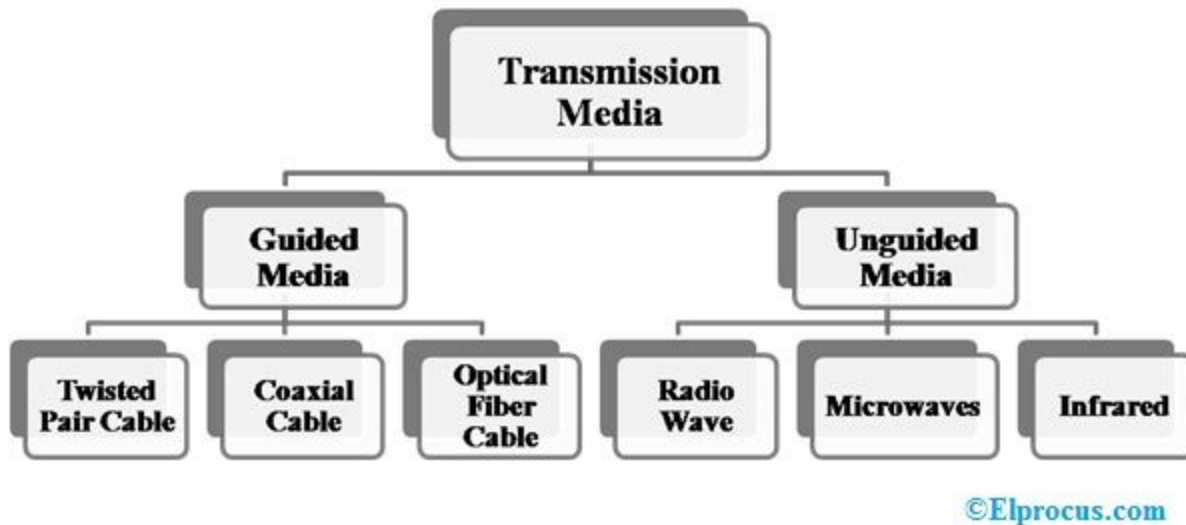 Transmission
Media
Guided
Media
Unguided
Media
Twisted
Pair Cable
Coaxial
Cable
Optical
Fiber
Cable
Radio
Wave
Microwaves
Infrared
©Elprocus.com